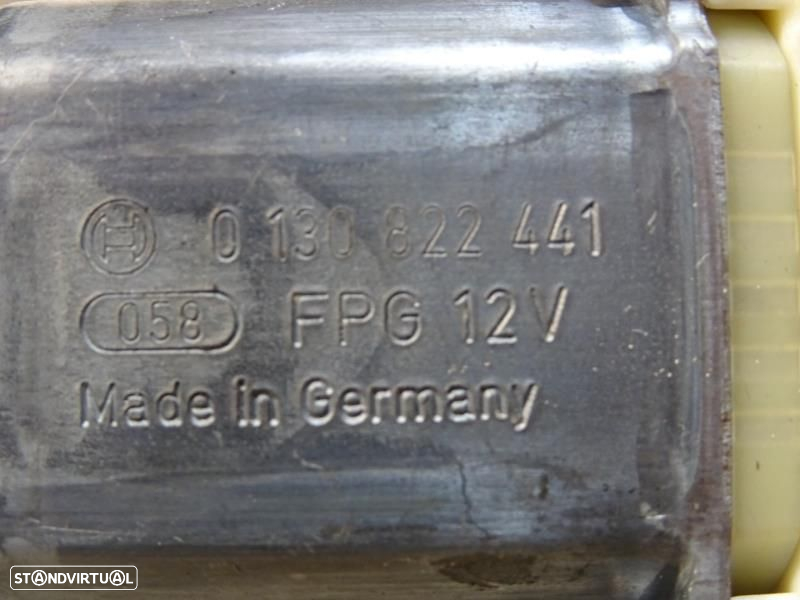 0 130 822 441
058 FPG 12V
Made in Germany
STANDVIRTUAL